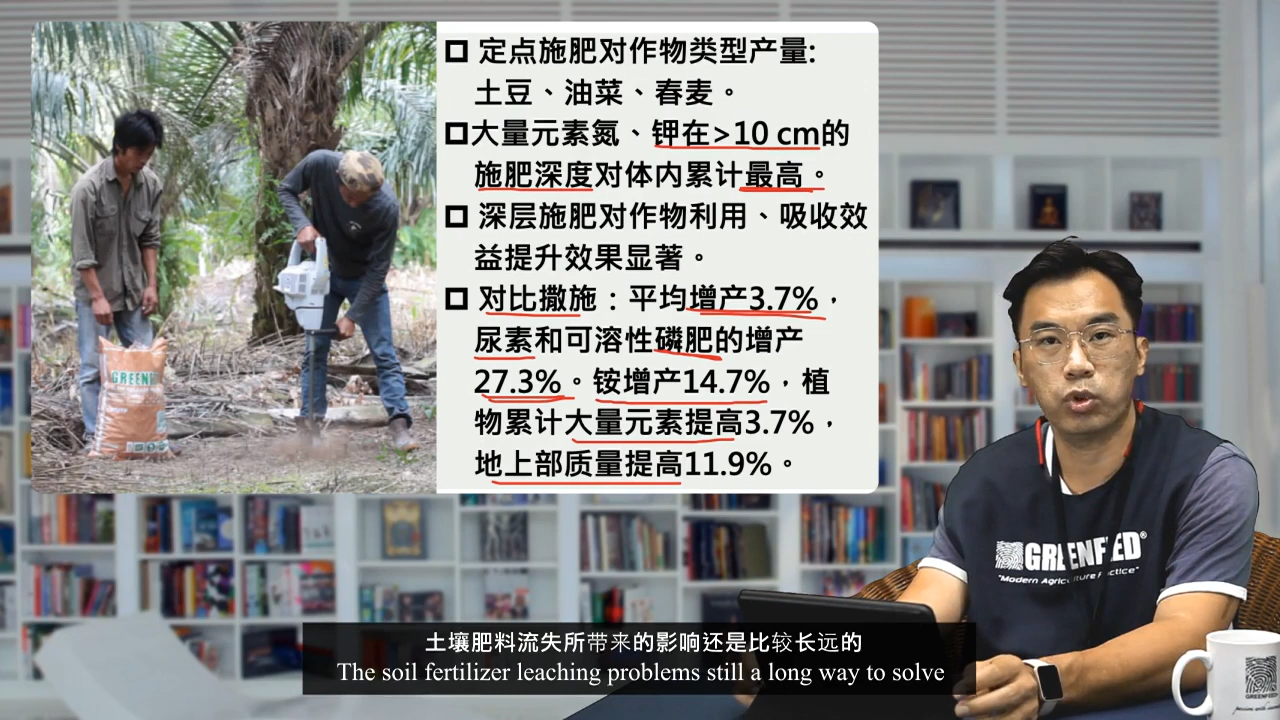 □ 定点施肥对作物类型产量:
土豆、油菜、春麦。
□大量元素氮、钾在>10 cm的
施肥深度对体内累计最高。
□ 深层施肥对作物利用、吸收效
益提升效果显著。
□ 对比撒施：平均增产3.7%，
尿素和可溶性磷肥的增产
27.3%。铵增产14.7%，植
物累计大量元素提高3.7%，
地上部质量提高11.9%。
GREENF
GREENFEED®
"Modern Agriculture Practice"
GREENFEED
土壤肥料流失所带来的影响还是比较长远的
The soil fertilizer leaching problems still a long way to solve